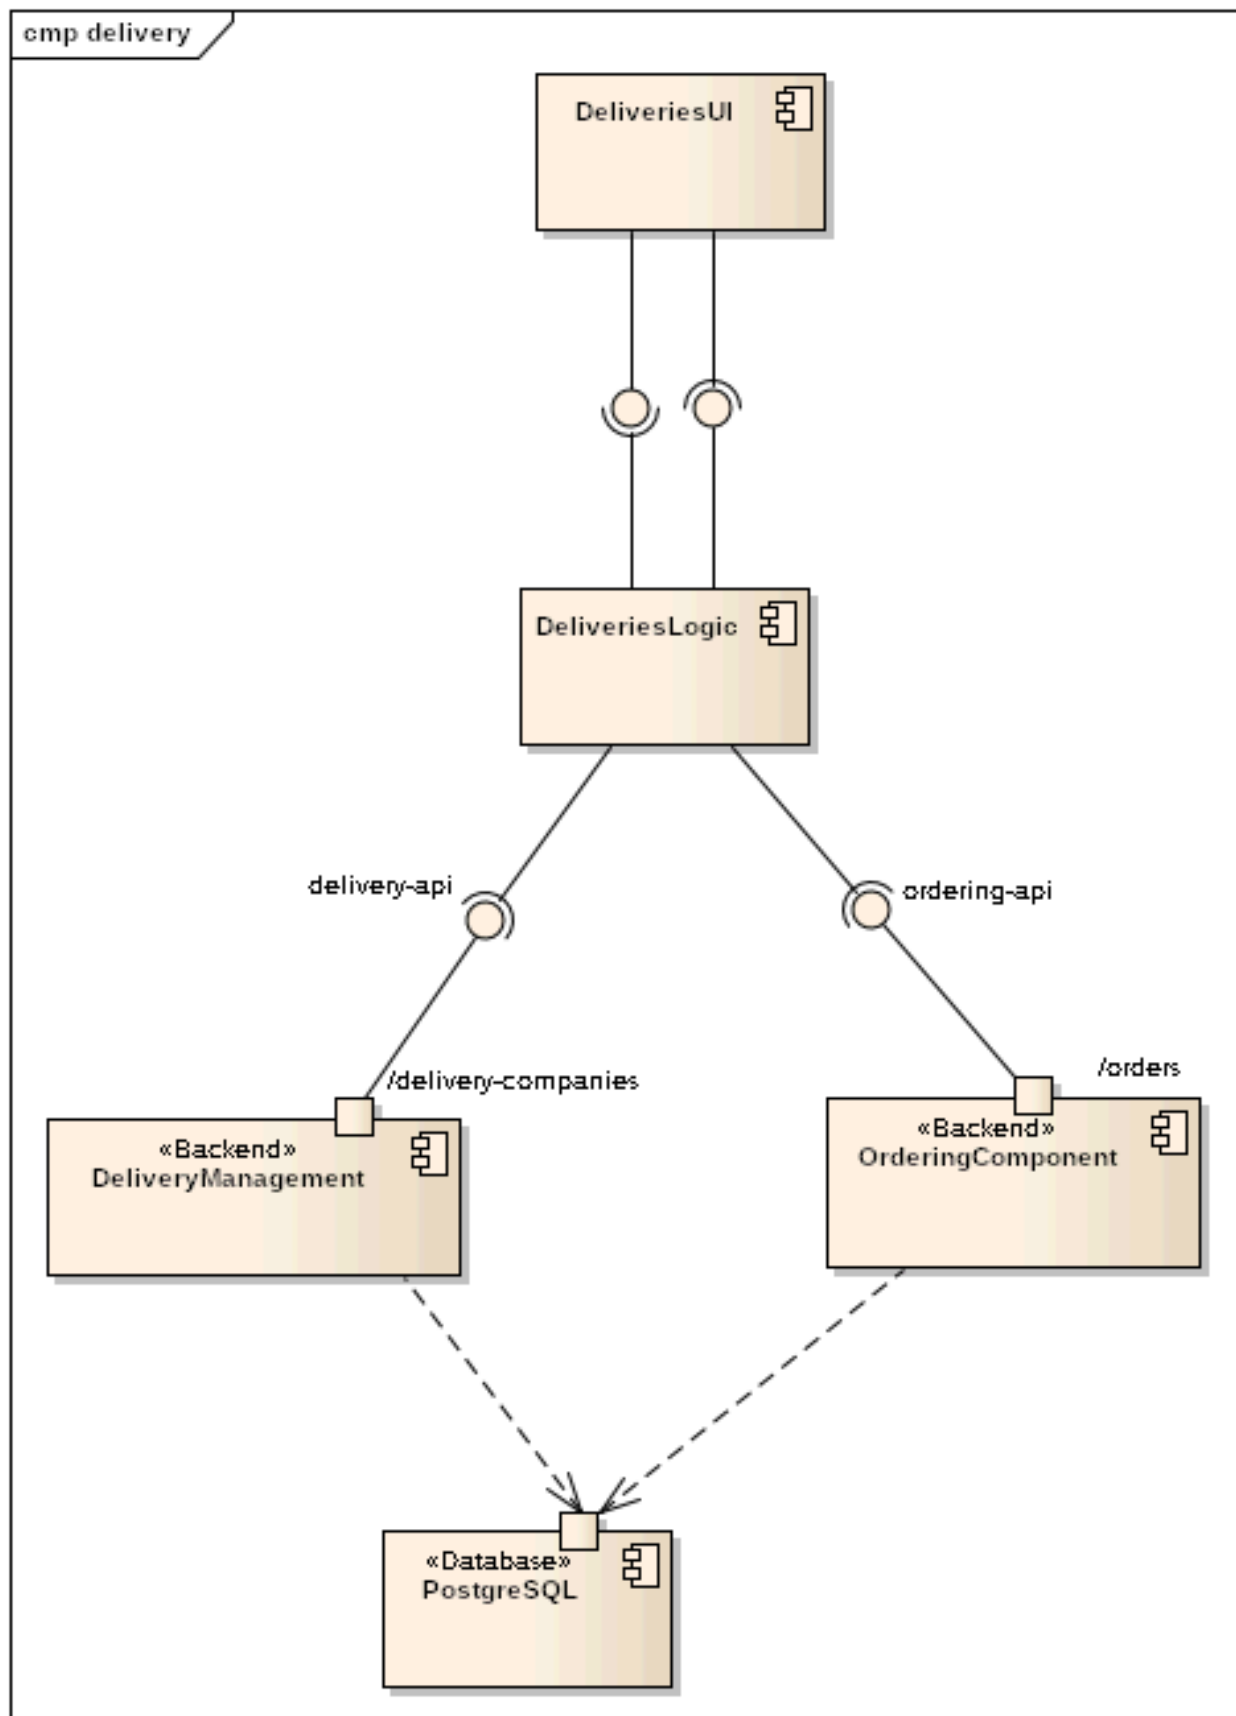 cmp delivery
DeliveriesUI
DeliveriesLogic
delivery-api
ordering-api
/delivery-companies
/orders
«Backend»
DeliveryManagement
«Backend»
OrderingComponent
«Database»
PostgreSQL